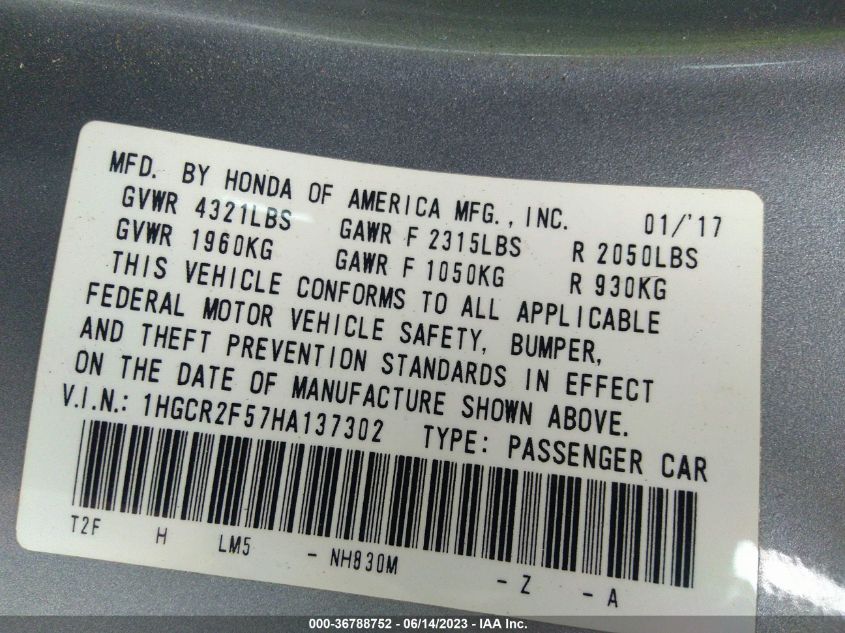 MFD. BY HONDA OF AMERICA MFG., INC. 01/'17
GVWR 4321LBS GAWR F 2315LBS R 2050LBS
GVWR 1960KG GAWR F 1050KG R 930KG
THIS VEHICLE CONFORMS TO ALL APPLICABLE
FEDERAL MOTOR VEHICLE SAFETY, BUMPER,
AND THEFT PREVENTION STANDARDS IN EFFECT
ON THE DATE OF MANUFACTURE SHOWN ABOVE.
V.I.N.: 1HGCR2F57HA137302 TYPE: PASSENGER CAR
T2F H LM5 - NH830M - Z - A
000-36788752 - 06/14/2023 - IAAI.com